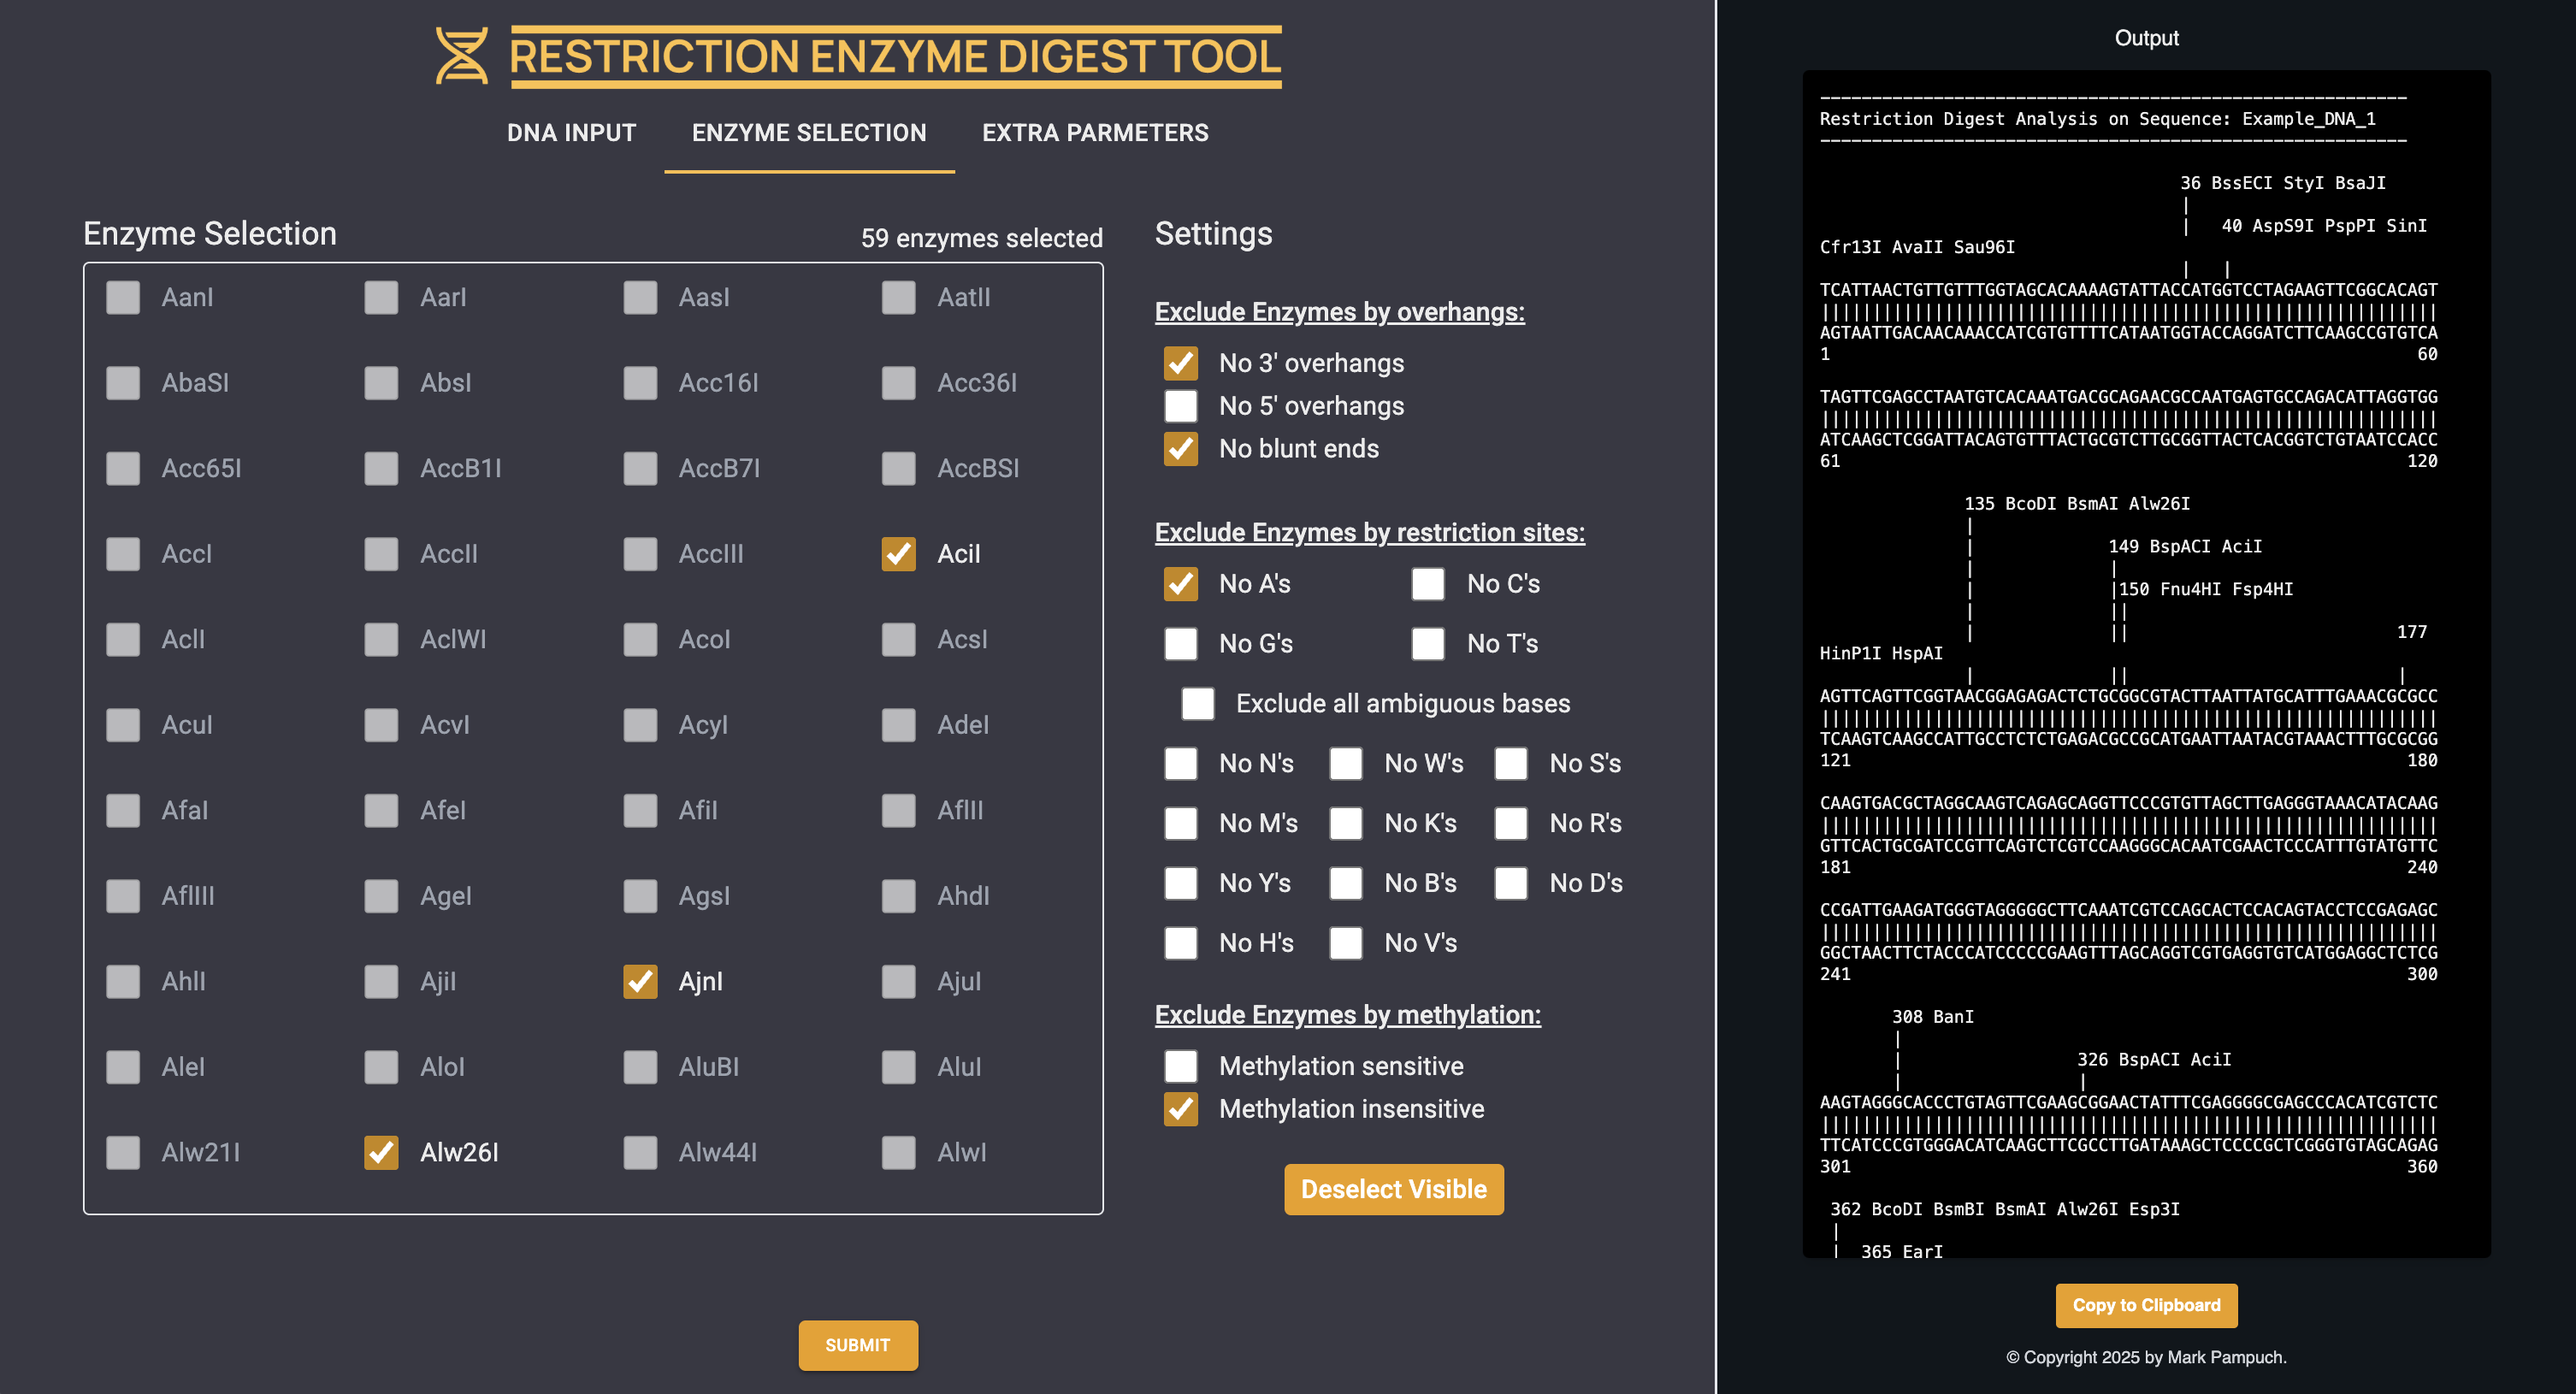 RESTRICTION ENZYME DIGEST TOOL
DNA INPUT ENZYME SELECTION EXTRA PARMETERS
Enzyme Selection 59 enzymes selected
AanI AarI AasI AatII
AbaSI AbsI Acc16I Acc36I
Acc65I AccB1I AccB7I AccBSI
AccI AccII AccIII AciI
AclI AclWI AcoI AcsI
AcuI AcvI AcyI AdeI
AfaI AfeI AfiI AflII
AflIII AgeI AgsI AhdI
AhlI AjiI AjnI AjuI
AleI AloI AluBI AluI
Alw21I Alw26I Alw44I AlwI
Settings
Exclude Enzymes by overhangs:
No 3' overhangs
No 5' overhangs
No blunt ends
Exclude Enzymes by restriction sites:
No A's No C's
No G's No T's
Exclude all ambiguous bases
No N's No W's No S's
No M's No K's No R's
No Y's No B's No D's
No H's No V's
Exclude Enzymes by methylation:
Methylation sensitive
Methylation insensitive
Deselect Visible
SUBMIT
Output
Restriction Digest Analysis on Sequence: Example_DNA_1
36 BssECI StyI BsaJI
40 AspS9I PspPI SinI
Cfr13I AvaII Sau96I
TCATTAACTGTTGTTTGGTAGCACAAAAGTATTACCATGGTCCTAGAAGTTCGGCACAGT
AGTAATTGACAACAAACCATCGTGTTTTCATAATGGTACCAGGATCTTCAAGCCGTGTCA
1 60
TAGTTCGAGCCTAATGTCACAAATGACGCAGAACGCCAATGAGTGCCAGACATTAGGTGG
ATCAAGCTCGGATTACAGTGTTTACTGCGTCTTGCGGTTACTCACGGTCTGTAATCCACC
61 120
135 BcoDI BsmAI Alw26I
149 BspACI AciI
150 Fnu4HI Fsp4HI
177
HinP1I HspAI
AGTTCAGTTCGGTAACGGAGAGACTCTGCGGCGTACTTAATTATGCATTTGAAACGCGCC
TCAAGTCAAGCCATTGCCTCTCTGAGACGCCGCATGAATTAATACGTAAACTTTGCGCGG
121 180
CAAGTGACGCTAGGCAAGTCAGAGCAGGTTCCCGTGTTAGCTTGAGGGTAAACATACAAG
GTTCACTGCGATCCGTTCAGTCTCGTCCAAGGGCACAATCGAACTCCCATTTGTATGTTC
181 240
CCGATTGAAGATGGGTAGGGGGCTTCAAATCGTCCAGCACTCCACAGTACCTCCGAGAGC
GGCTAACTTCTACCCATCCCCCGAAGTTTAGCAGGTCGTGAGGTGTCATGGAGGCTCTCG
241 300
308 BanI
326 BspACI AciI
AAGTAGGGCACCCTGTAGTTCGAAGCGGAACTATTTCGAGGGGCGAGCCCACATCGTCTC
TTCATCCCGTGGGACATCAAGCTTCGCCTTGATAAAGCTCCCCGCTCGGGTGTAGCAGAG
301 360
362 BcoDI BsmBI BsmAI Alw26I Esp3I
365 EarI
Copy to Clipboard
© Copyright 2025 by Mark Pampuch.